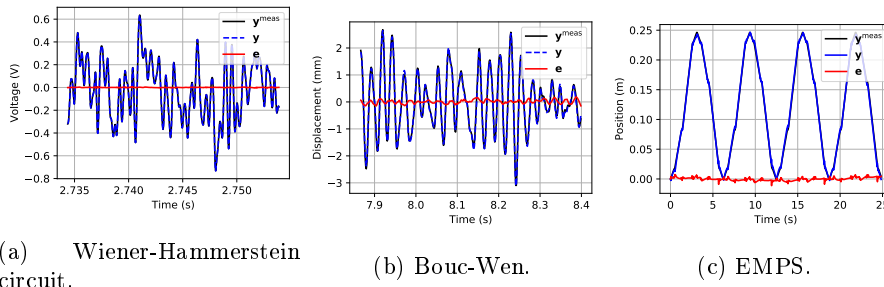 0.6
0.4
0.2
0.0
−0.2
−0.4
−0.6
−0.8
Voltage (V)
2.735 2.740 2.745 2.750
Time (s)
y^meas
y
e
2
1
0
−1
−2
−3
Displacement (mm)
7.9 8.0 8.1 8.2 8.3 8.4
Time (s)
y^meas
y
e
0.25
0.20
0.15
0.10
0.05
0.00
Position (m)
0 5 10 15 20 25
Time (s)
y^meas
y
e
(a) Wiener-Hammerstein
circuit.
(b) Bouc-Wen.
(c) EMPS.